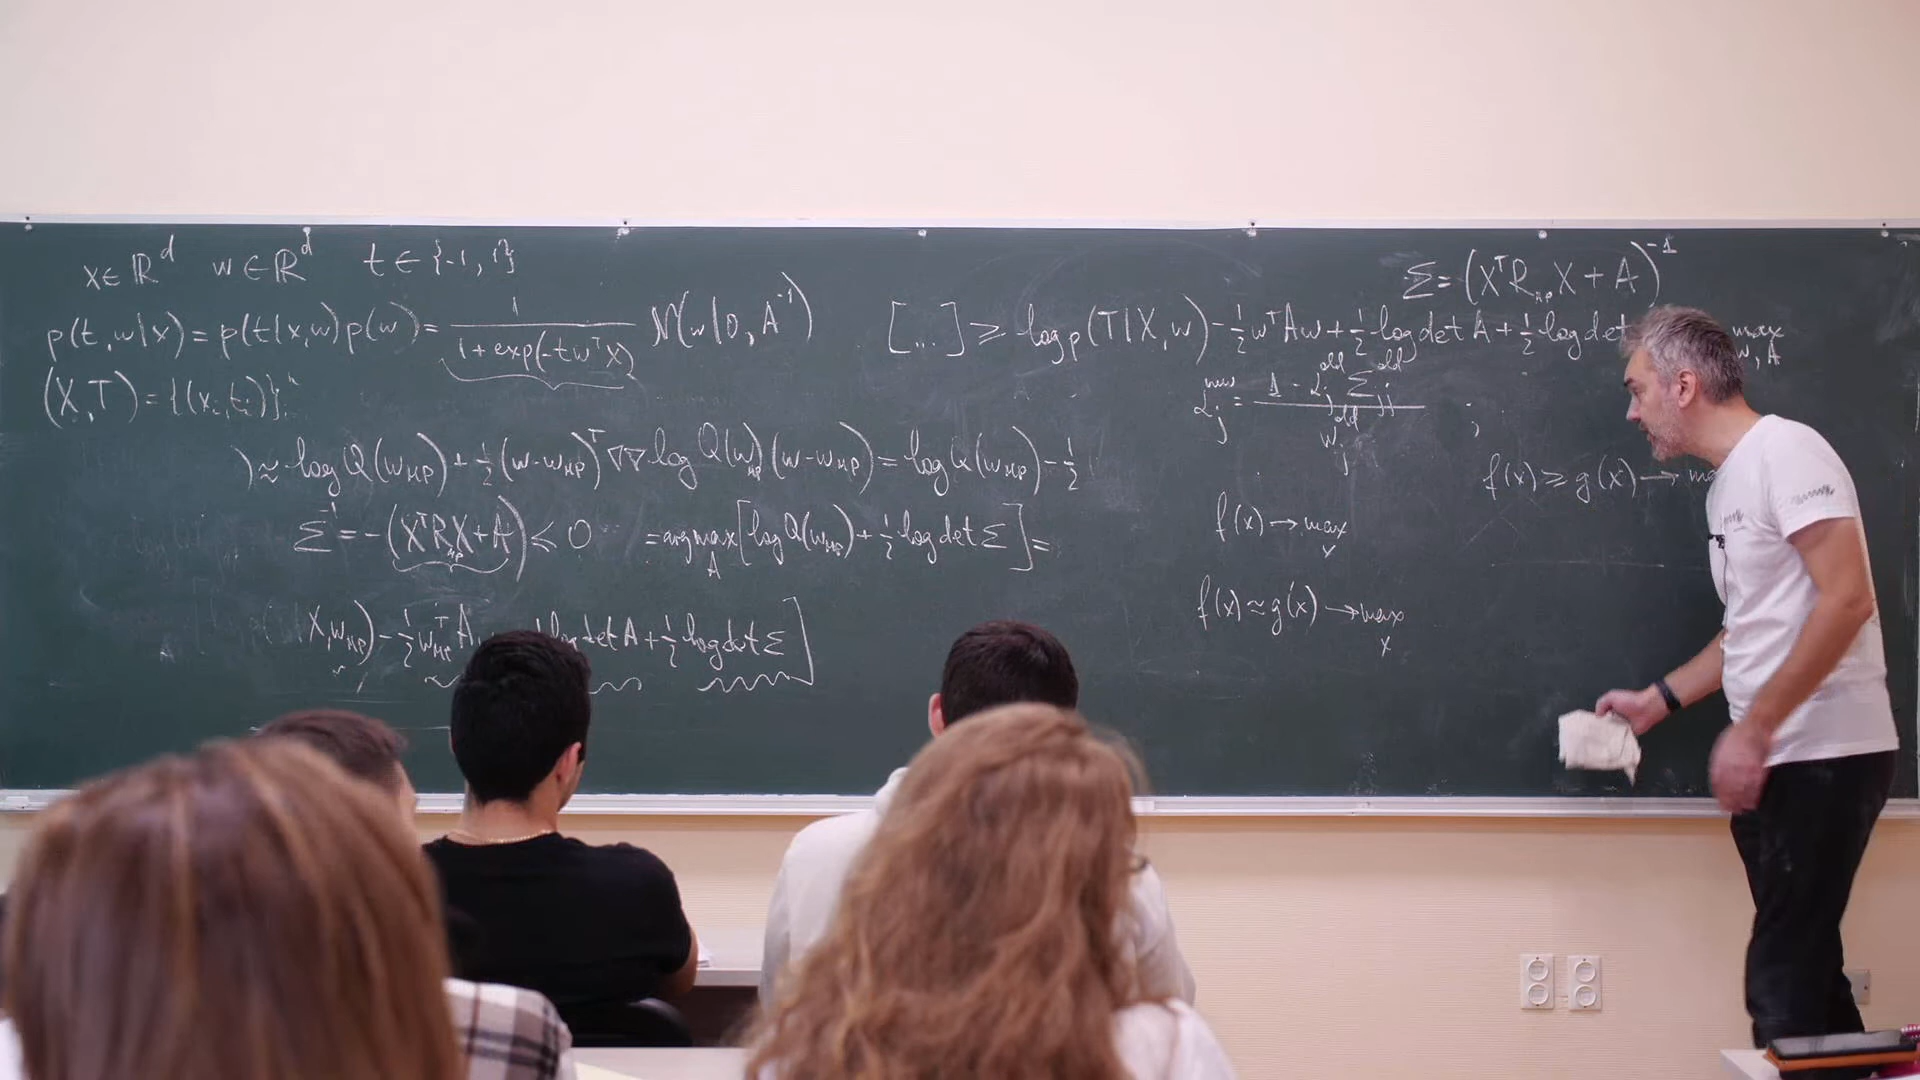 x∈ℝ^d w∈ℝ^d t∈{-1, 1}
p(t,w|x)=p(t|x,w)p(w)= 1/(1+exp(-tw^T x)) N(w|0, A^-1)
(X,T)={(x_i,t_i)}
)≈log Q(w_MP)+1/2(w-w_MP)^T ∇∇log Q(w_MP)(w-w_MP)=log Q(w_MP)-1/2
Σ^-1=-(X^T R_MP X+A)≤0 =argmax_A[log Q(w_MP)+1/2 log det Σ]=
X,w_MP)-1/2 w_MP^T A log det A+1/2 log det Σ]
Σ=(X^T R_MP X+A)^-1
[...]≥log p(T|X,w)-1/2 w^T A w+1/2 log det A+1/2 log det max w, A
α_j^new=(1-α_j^old Σ_jj^old)/w_j^old ;
f(x)≥g(x)→
f(x)→max_x
f(x)≈g(x)→max_x